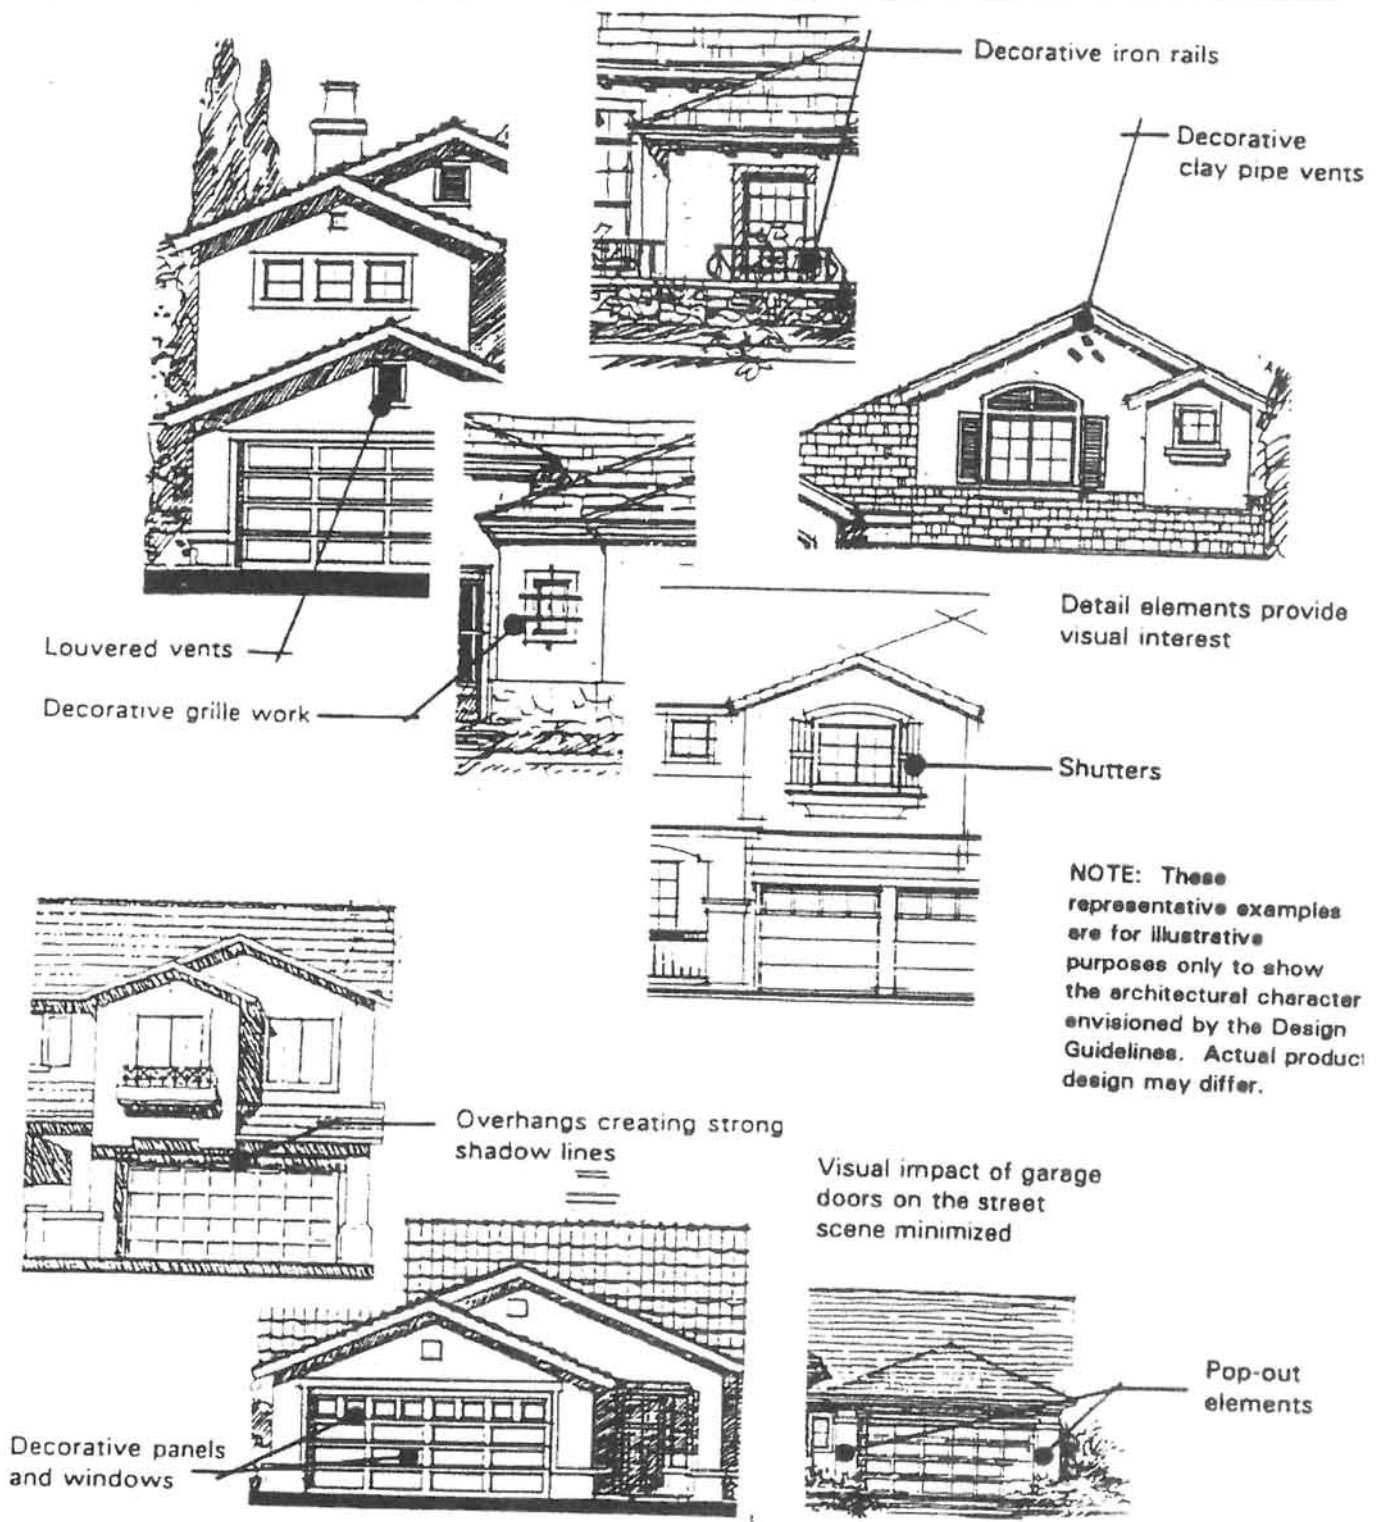 Decorative iron rails
Decorative
clay pipe vents
Louvered vents
Decorative grille work
Detail elements provide
visual interest
Shutters
NOTE: These
representative examples
are for illustrative
purposes only to show
the architectural character
envisioned by the Design
Guidelines. Actual product
design may differ.
Overhangs creating strong
shadow lines
Visual impact of garage
doors on the street
scene minimized
Decorative panels
and windows
Pop-out
elements